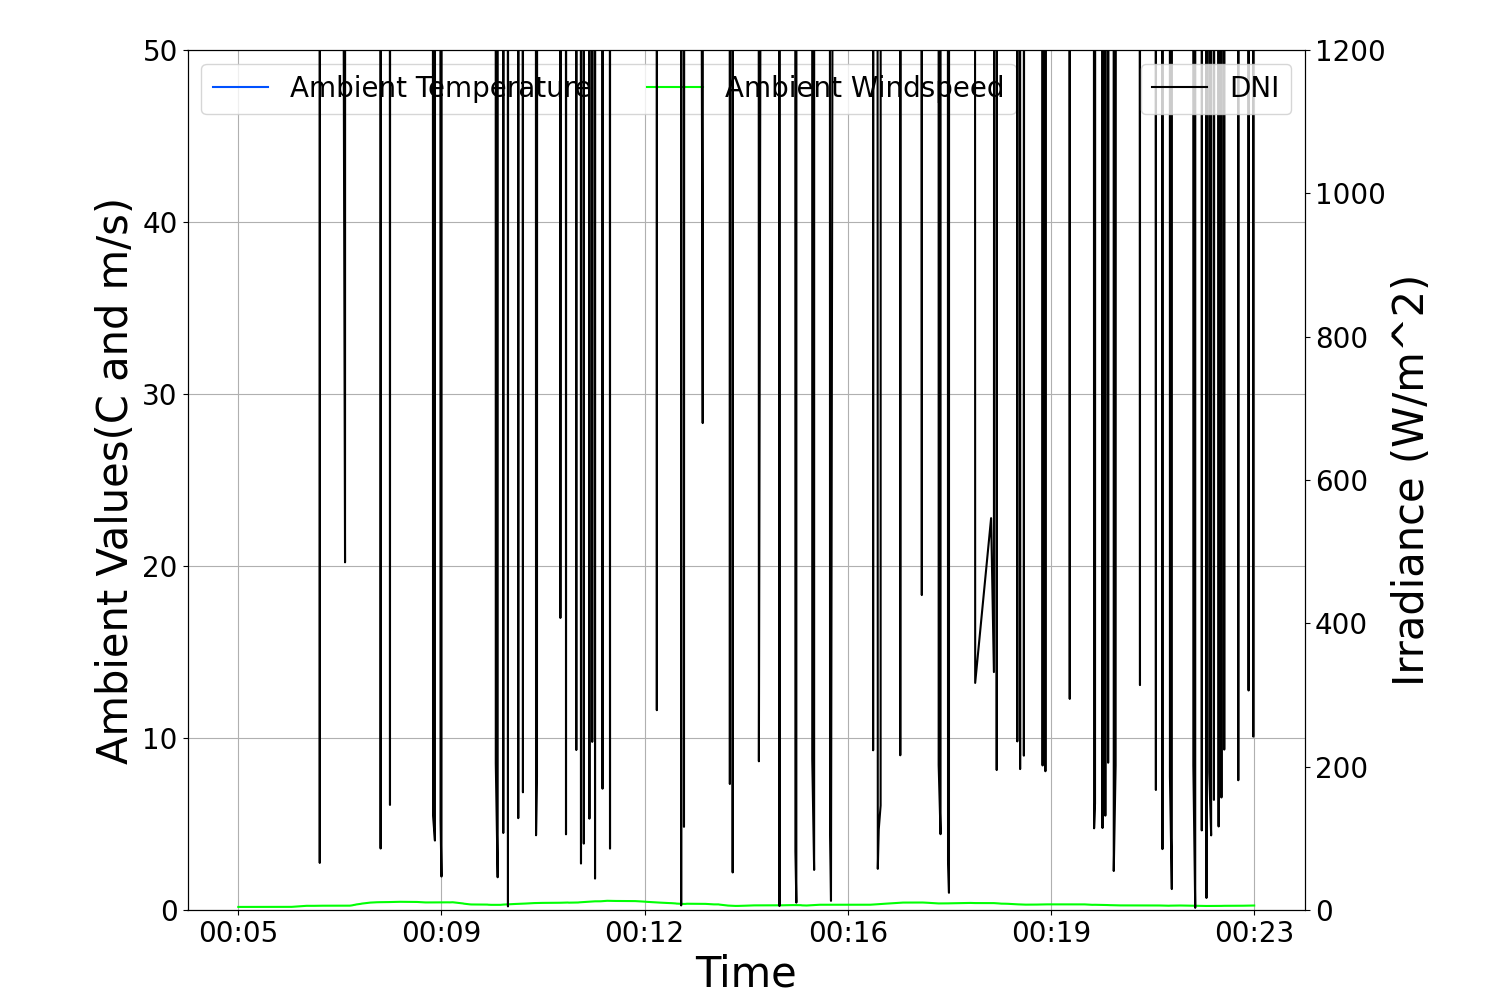 Ambient Temperature
Ambient Windspeed
DNI
Ambient Values(C and m/s)
50
40
30
20
10
0
1200
1000
800
600
400
200
0
Irradiance (W/m^2)
00:05 00:09 00:12 00:16 00:19 00:23
Time